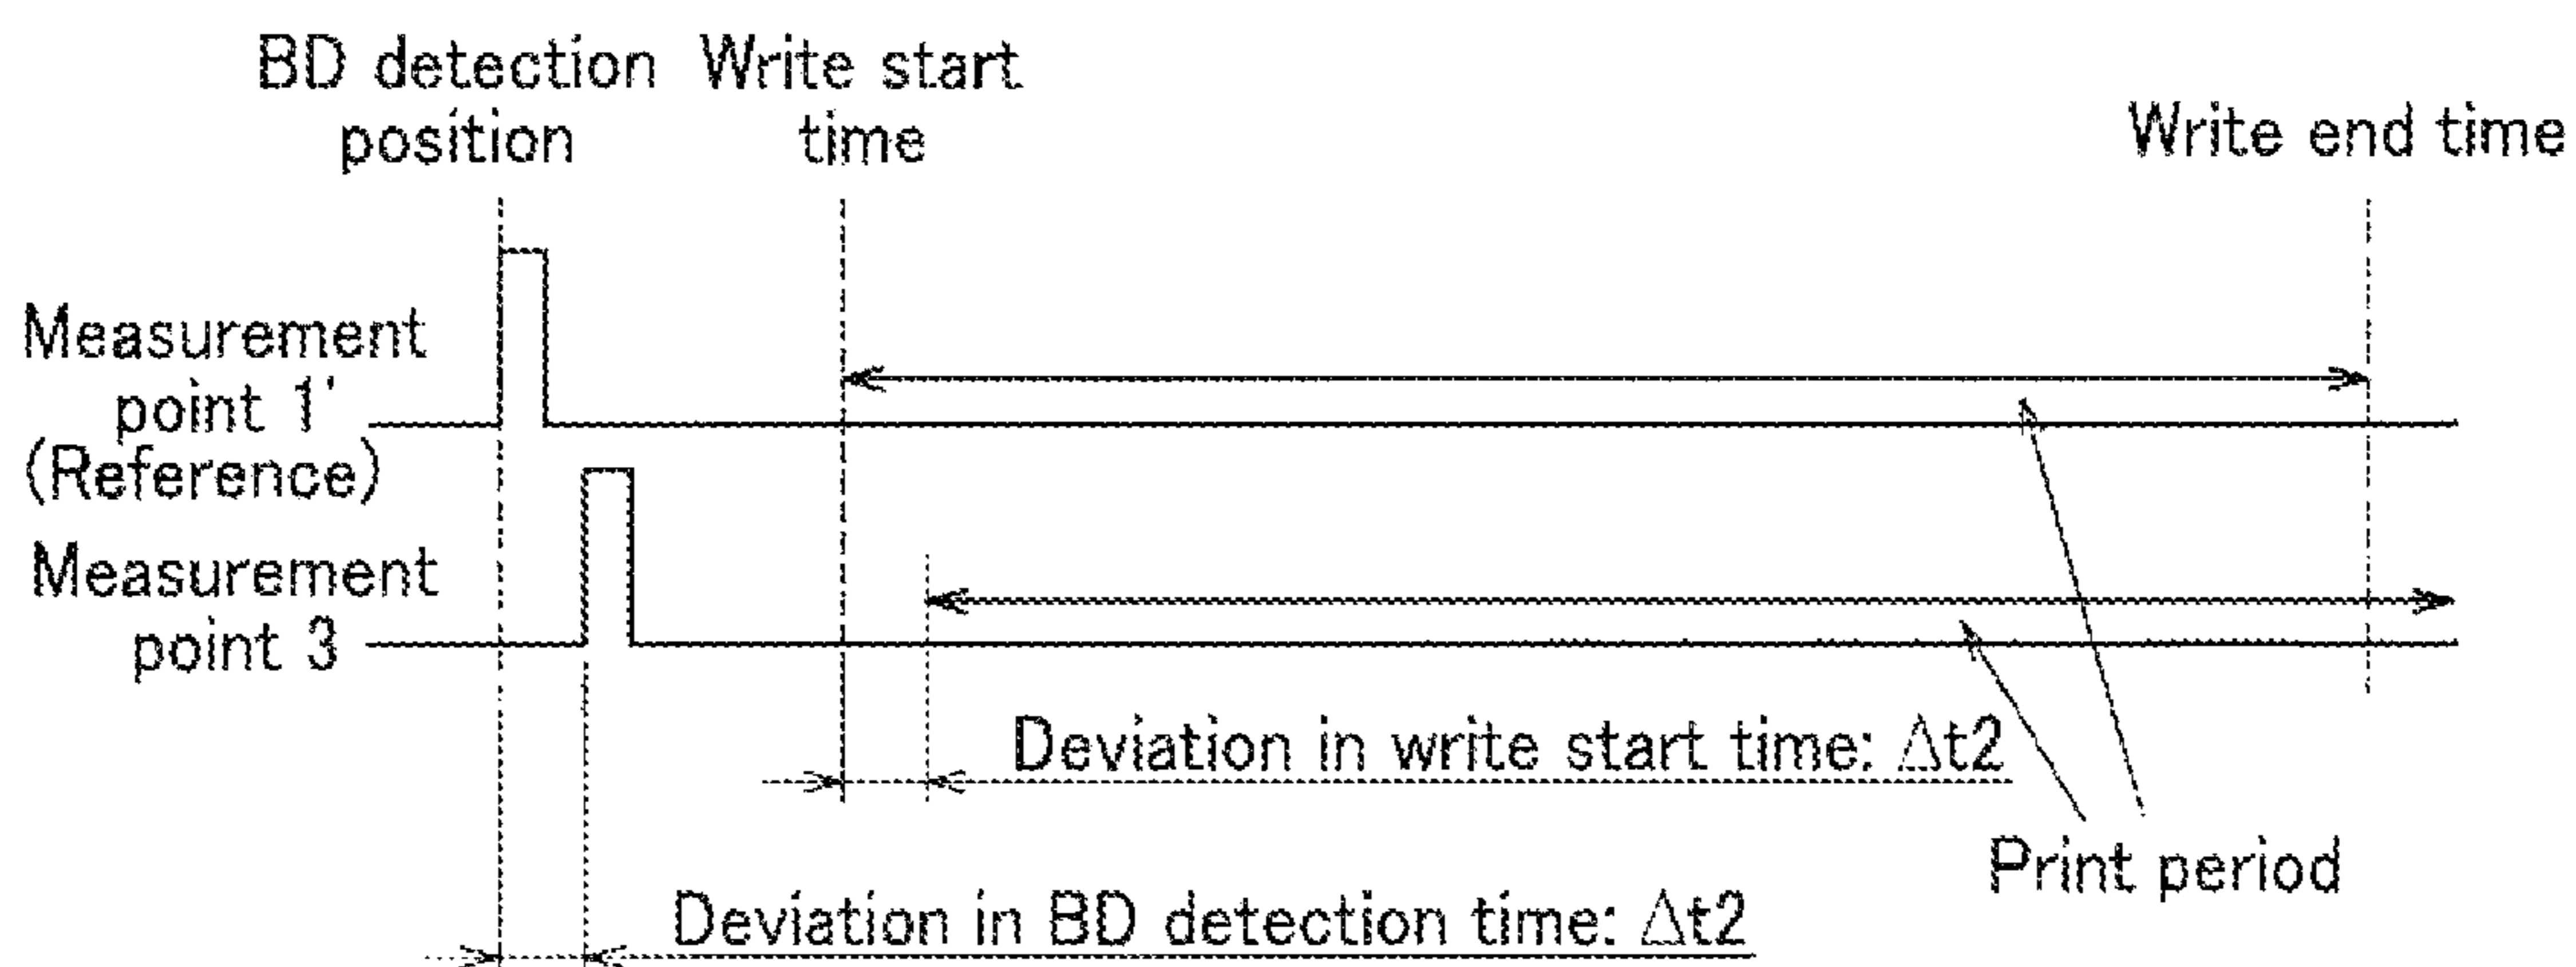 BD detection
position
Write start
time
Write end time
Measurement
point 1'
(Reference)
Measurement
point 3
Deviation in write start time: Δt2
Print period
Deviation in BD detection time: Δt2